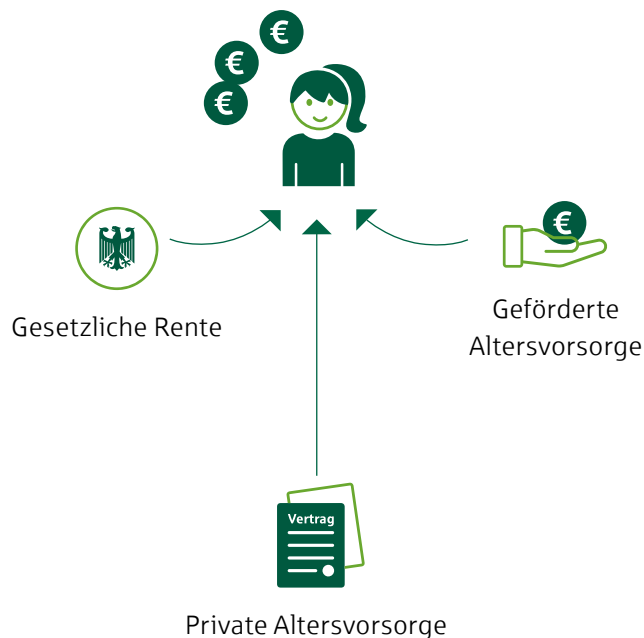 €
€
€
€
Gesetzliche Rente
Geförderte
Altersvorsorge
Vertrag
Private Altersvorsorge